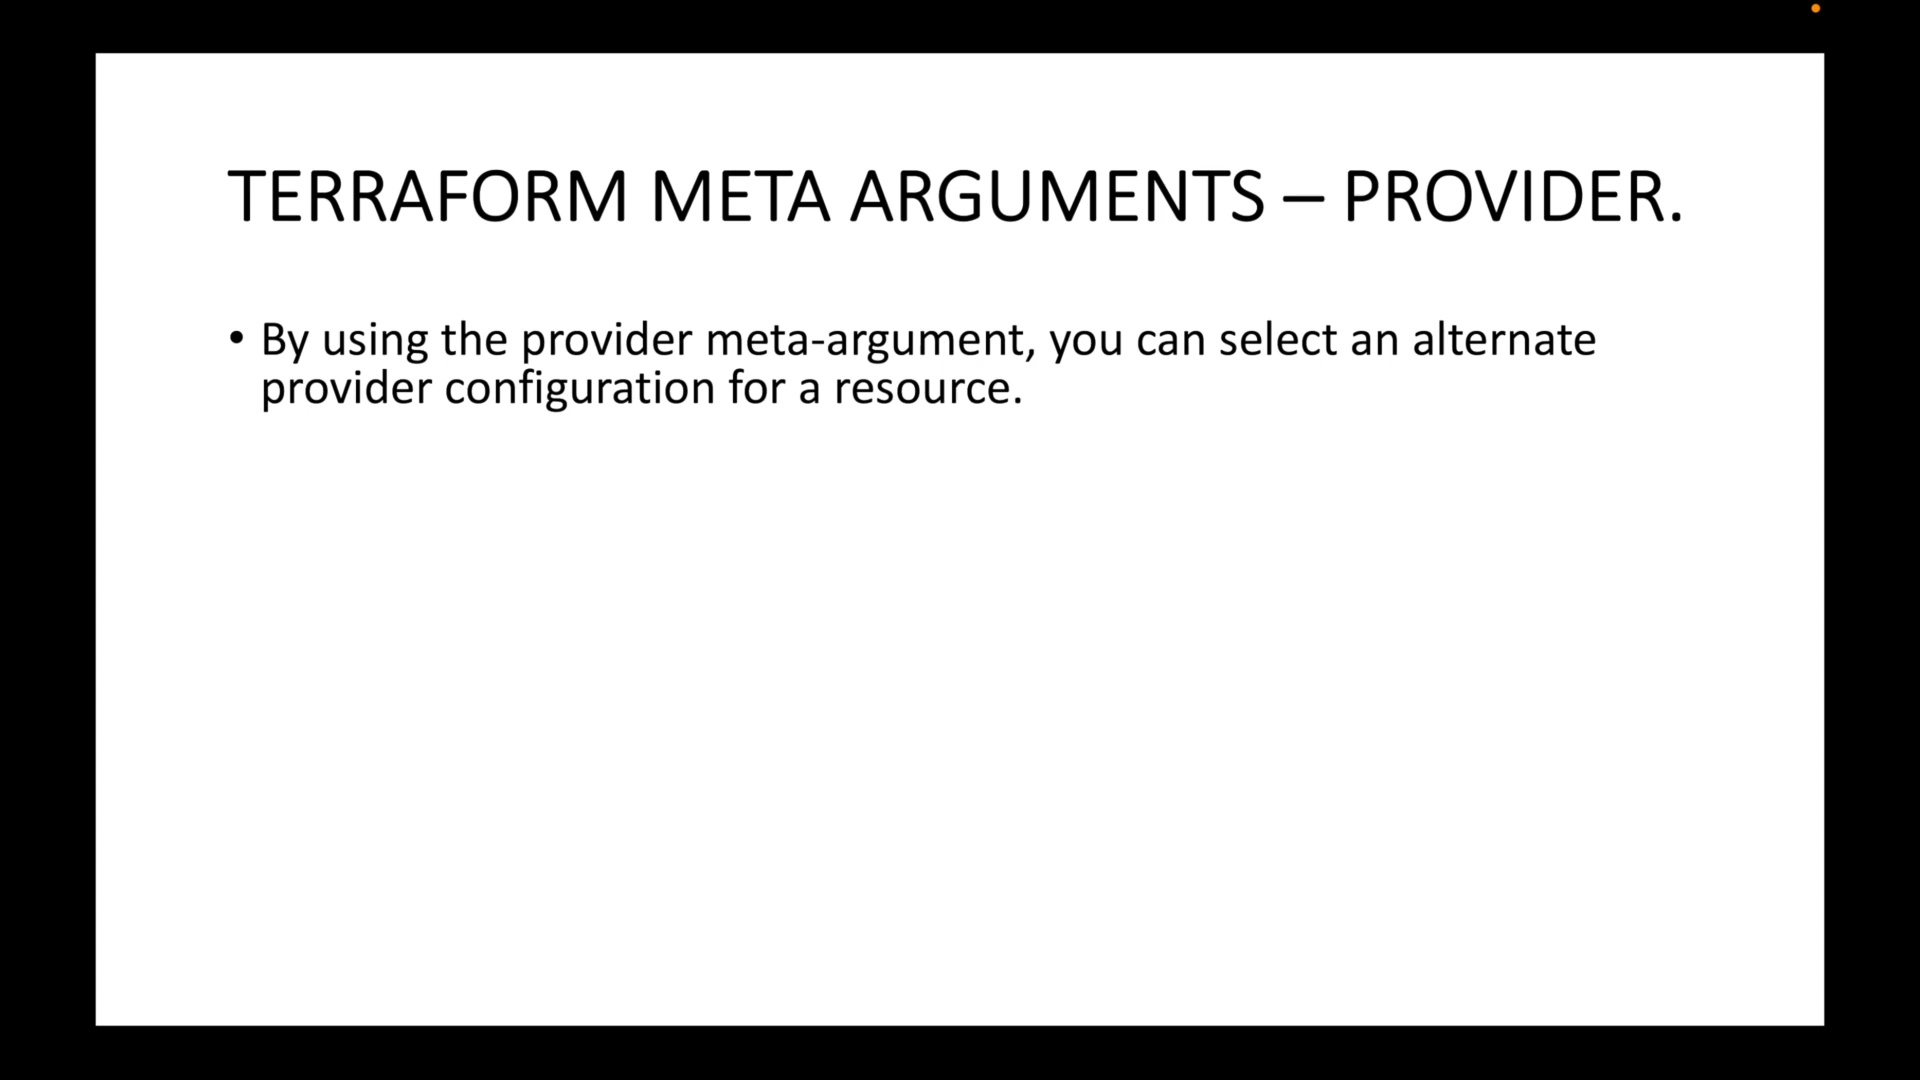 TERRAFORM META ARGUMENTS – PROVIDER.
• By using the provider meta-argument, you can select an alternate
provider configuration for a resource.